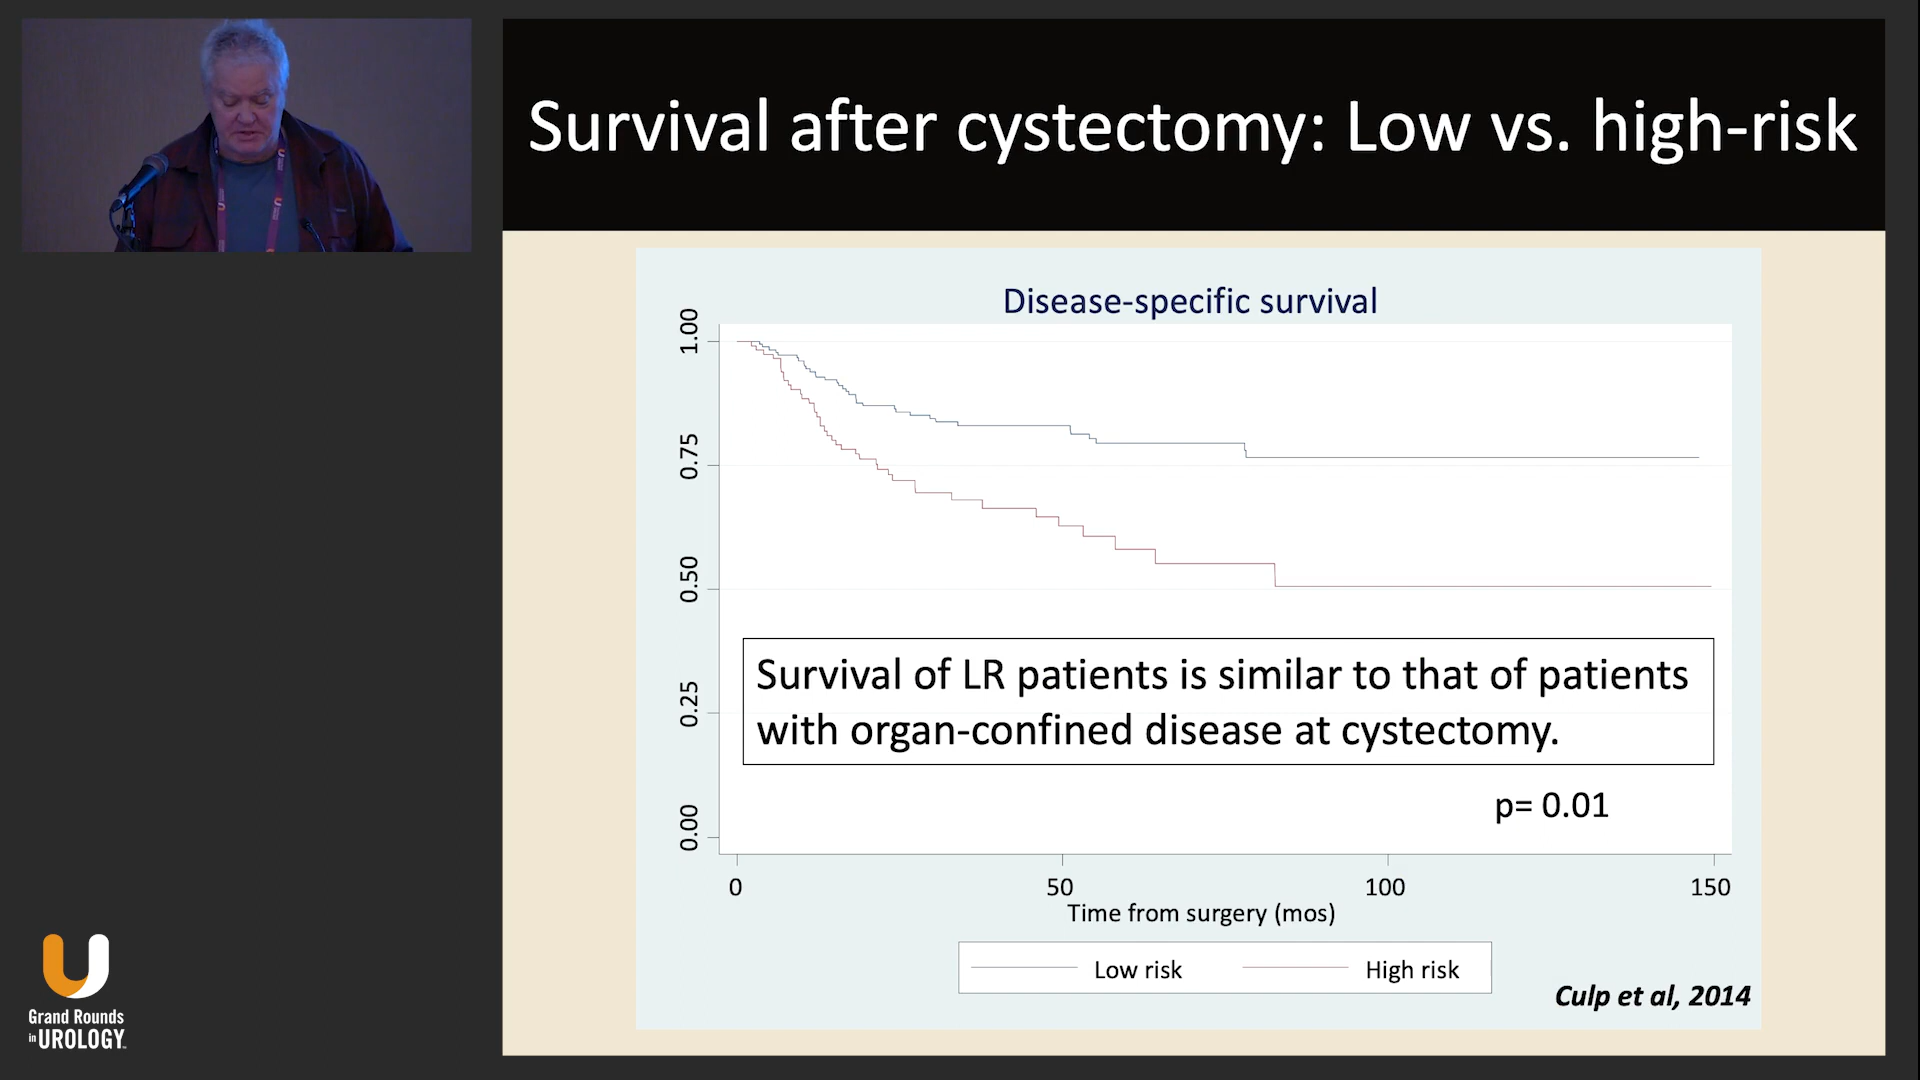 Survival after cystectomy: Low vs. high-risk
Disease-specific survival
1.00
0.75
0.50
0.25
0.00
Survival of LR patients is similar to that of patients
with organ-confined disease at cystectomy.
p= 0.01
0 50 100 150
Time from surgery (mos)
Low risk High risk
Culp et al, 2014
Grand Rounds
in UROLOGY